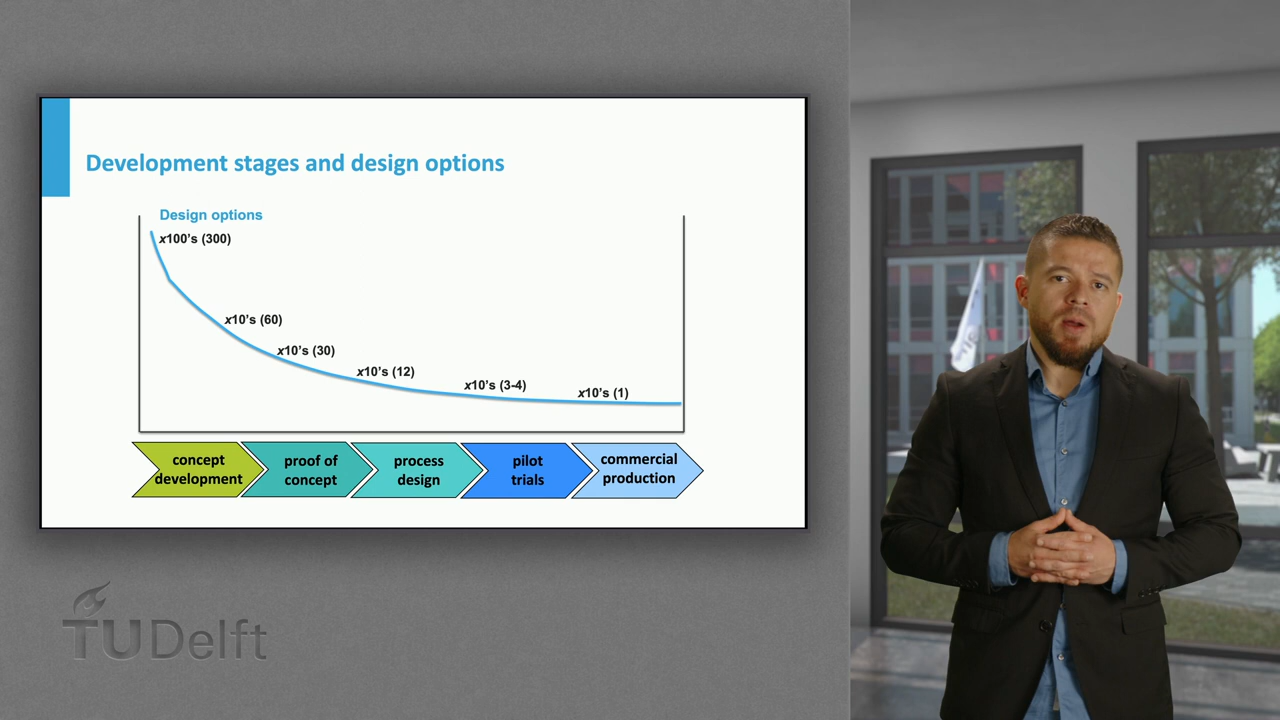 Development stages and design options
Design options
x100's (300)
x10's (60)
x10's (30)
x10's (12)
x10's (3-4)
x10's (1)
concept
development
proof of
concept
process
design
pilot
trials
commercial
production
TUDelft